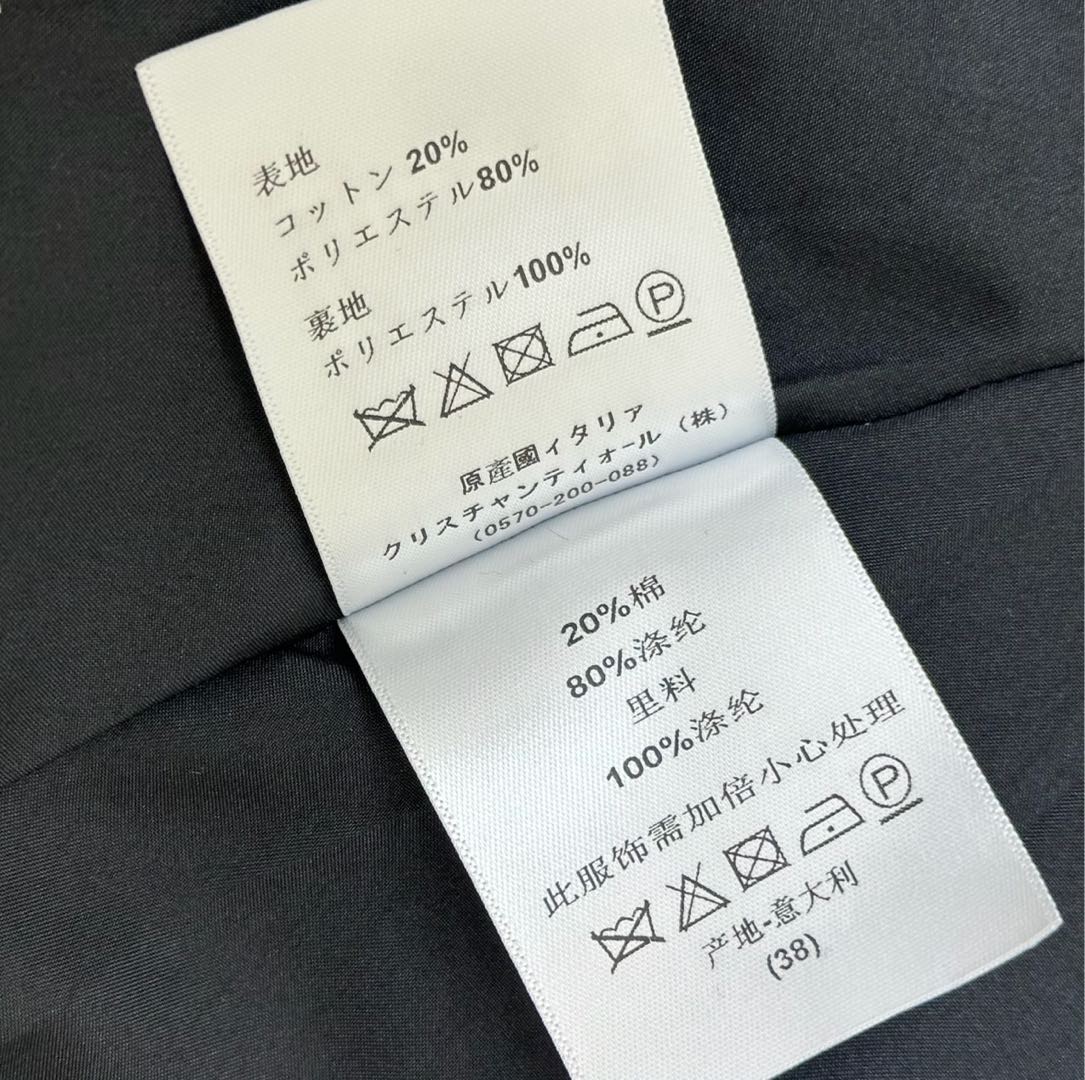 表地
コットン 20%
ポリエステル80%
裏地
ポリエステル100%
P
原産國イタリア
クリスチャンティオ-ル（株）
(0570-200-088)
20%棉
80%涤纶
里料
100%涤纶
此服饰需加倍小心处理
P
产地-意大利
(38)